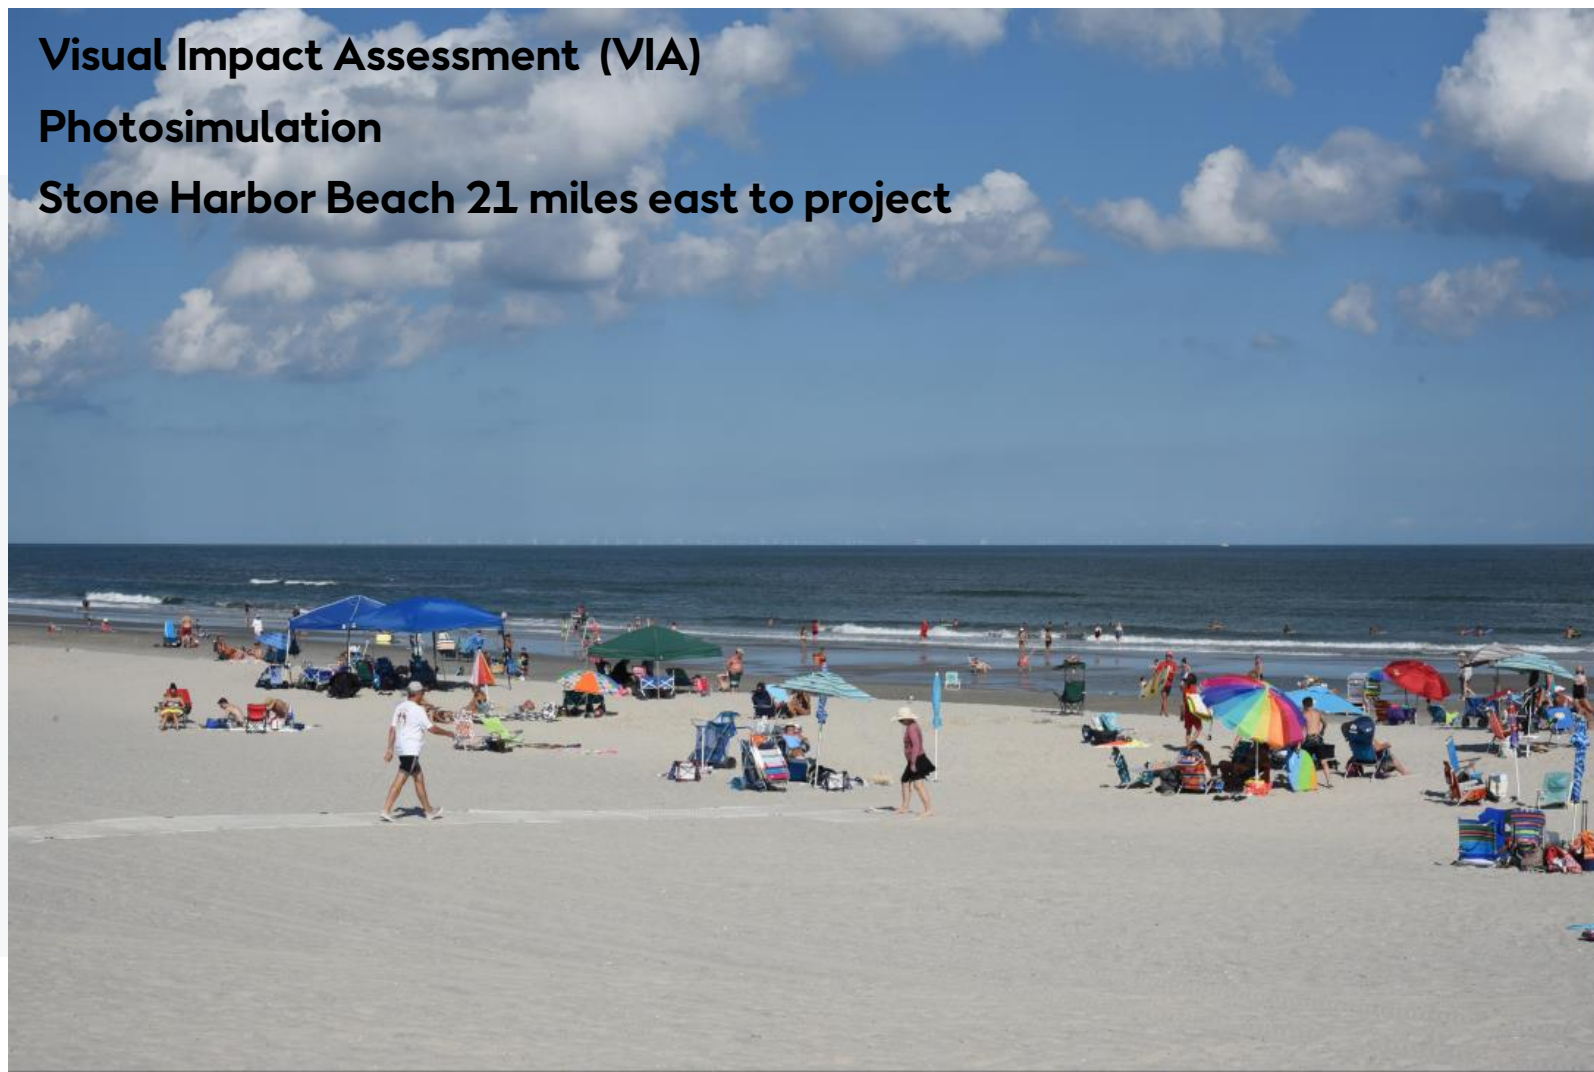 Visual Impact Assessment (VIA)
Photosimulation
Stone Harbor Beach 21 miles east to project